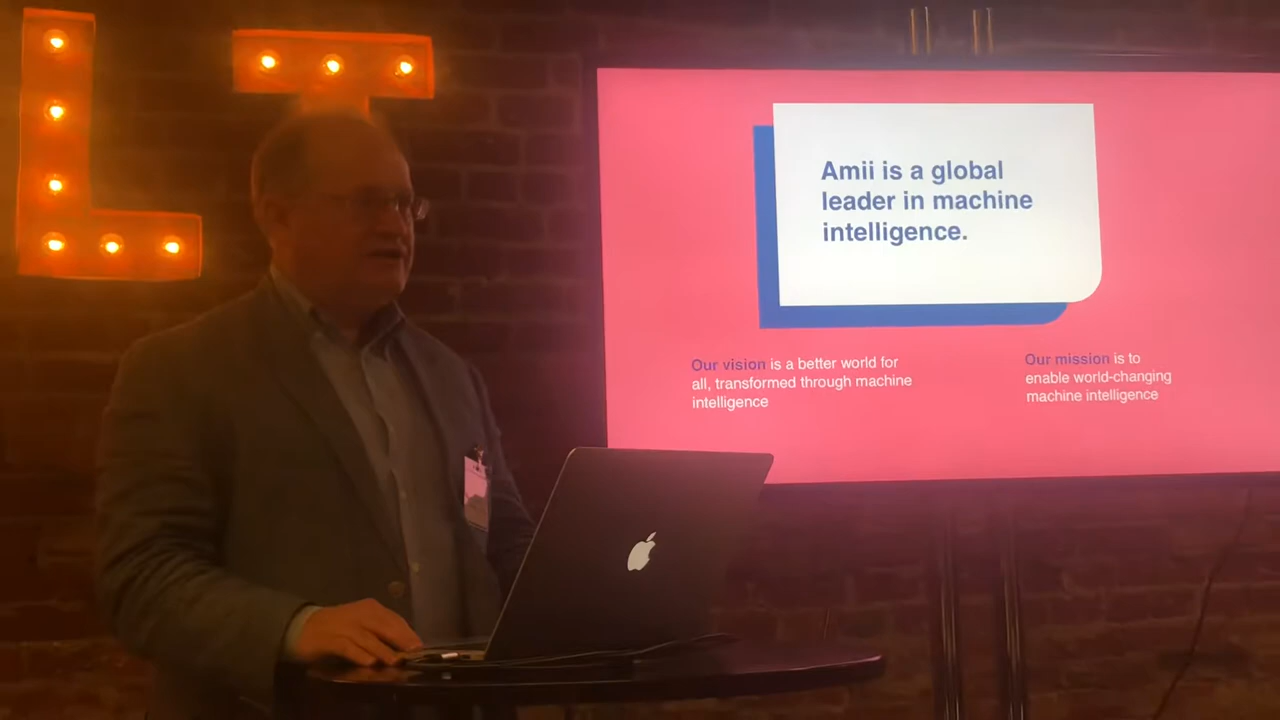 L T
Amii is a global
leader in machine
intelligence.
Our vision is a better world for
all, transformed through machine
intelligence
Our mission is to
enable world-changing
machine intelligence